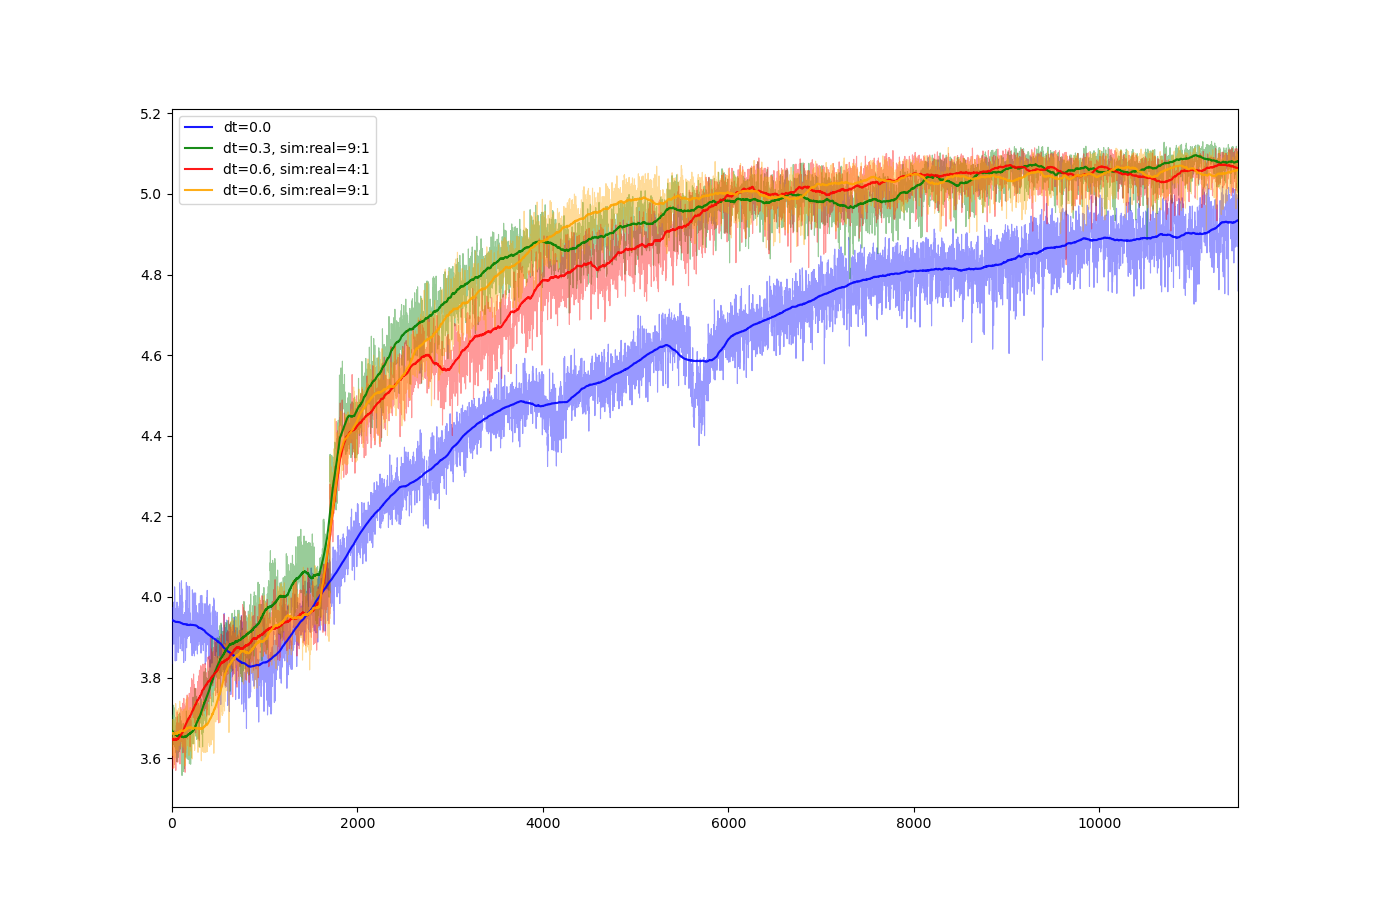 5.2
5.0
4.8
4.6
4.4
4.2
4.0
3.8
3.6
dt=0.0
dt=0.3, sim:real=9:1
dt=0.6, sim:real=4:1
dt=0.6, sim:real=9:1
0 2000 4000 6000 8000 10000